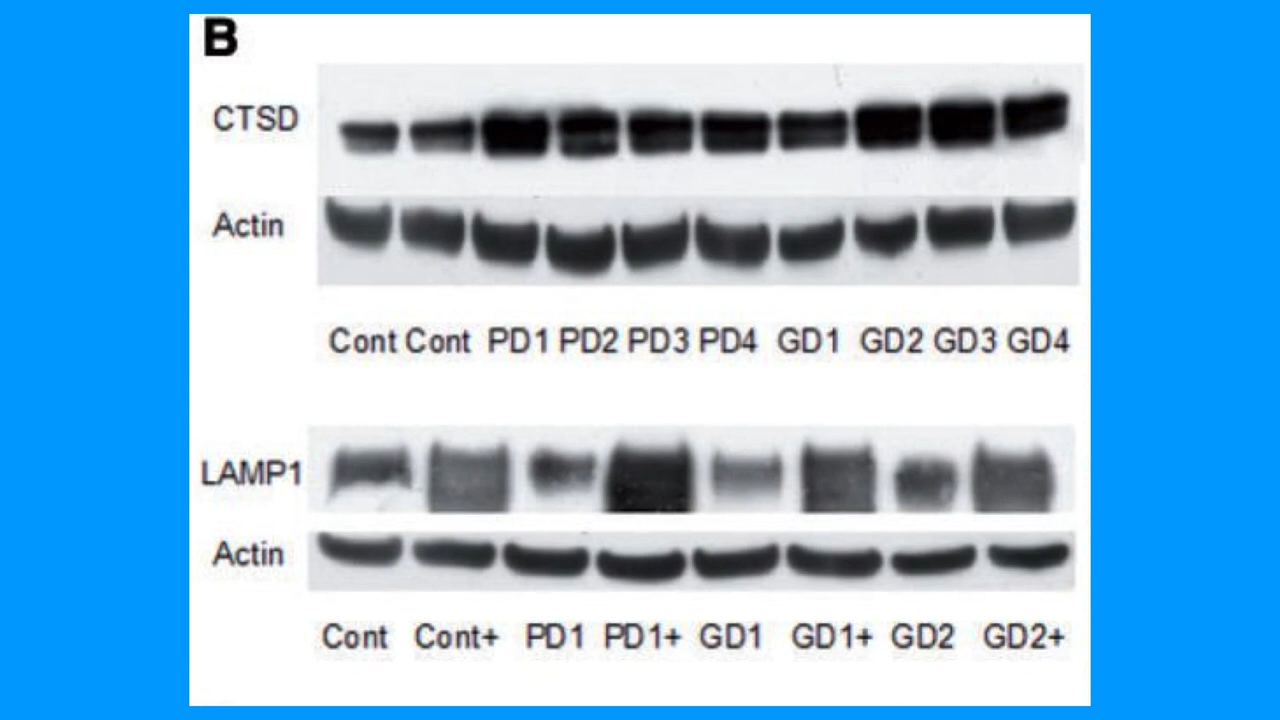 B
CTSD
Actin
Cont Cont PD1 PD2 PD3 PD4 GD1 GD2 GD3 GD4
LAMP1
Actin
Cont Cont+ PD1 PD1+ GD1 GD1+ GD2 GD2+